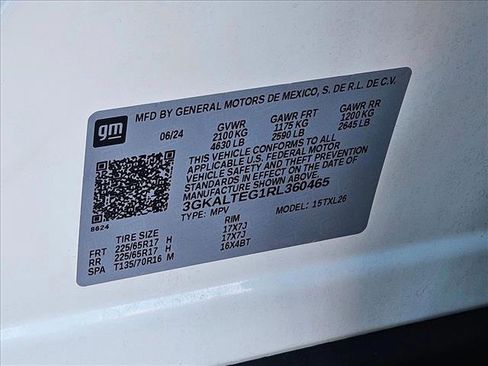 gm
MFD BY GENERAL MOTORS DE MEXICO, S. DE R.L. DE C.V.
06/24 GVWR GAWR FRT GAWR RR
2100 KG 1175 KG 1200 KG
4630 LB 2590 LB 2645 LB
THIS VEHICLE CONFORMS TO ALL
APPLICABLE U.S. FEDERAL MOTOR
VEHICLE SAFETY AND THEFT PREVENTION
STANDARDS IN EFFECT ON THE DATE OF
MANUFACTURE SHOWN ABOVE.
3GKALTEG1RL360465
TYPE: MPV MODEL: 15TXL26
8624
TIRE SIZE RIM
FRT 225/65R17 H 17X7J
RR 225/65R17 H 17X7J
SPA T135/70R16 M 16X4BT